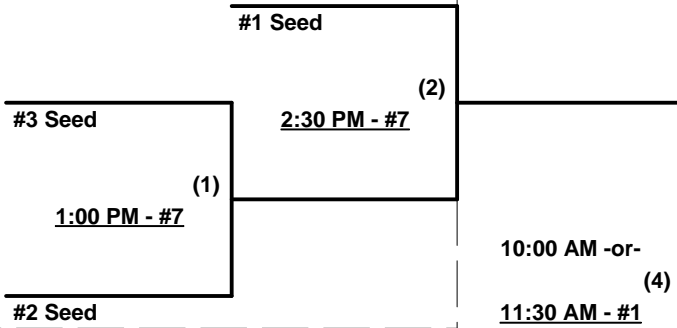 #1 Seed
(2)
#3 Seed
2:30 PM - #7
(1)
1:00 PM - #7
10:00 AM -or-
(4)
#2 Seed
11:30 AM - #1